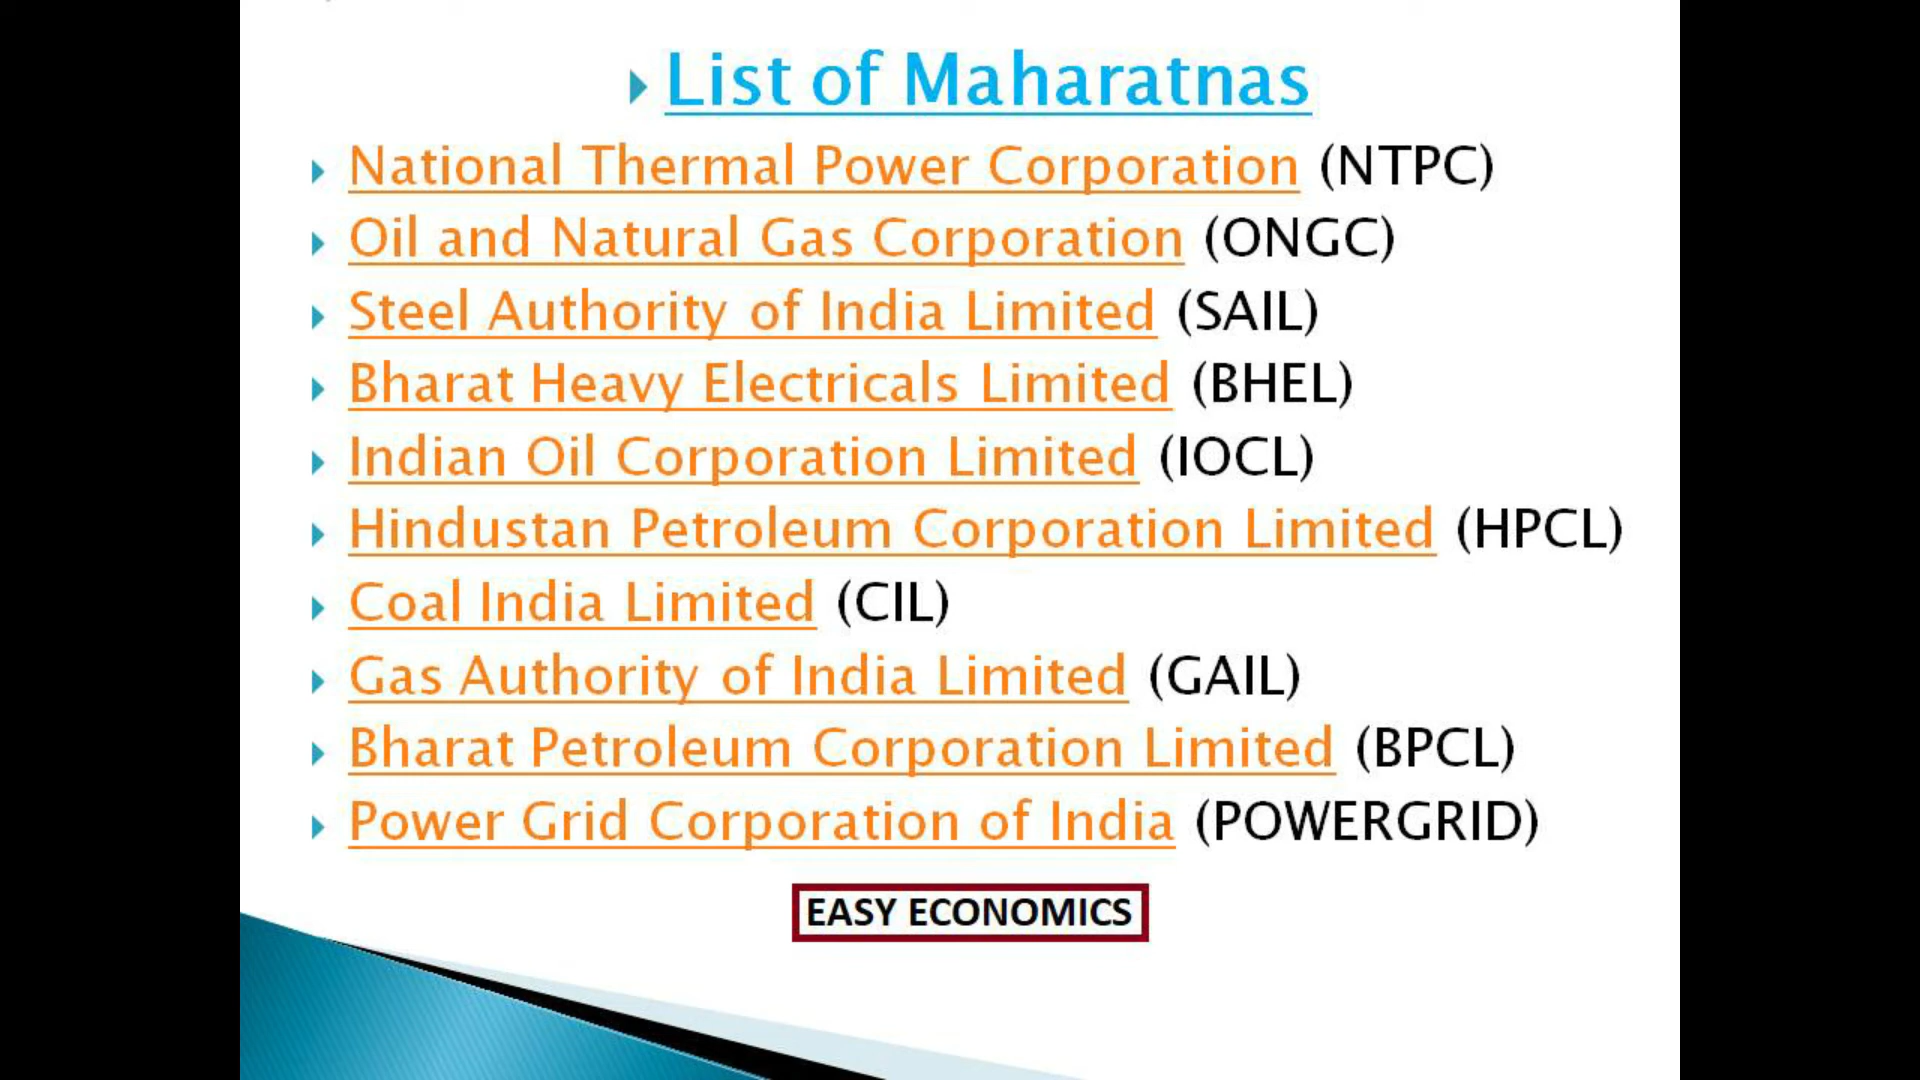 List of Maharatnas
National Thermal Power Corporation (NTPC)
Oil and Natural Gas Corporation (ONGC)
Steel Authority of India Limited (SAIL)
Bharat Heavy Electricals Limited (BHEL)
Indian Oil Corporation Limited (IOCL)
Hindustan Petroleum Corporation Limited (HPCL)
Coal India Limited (CIL)
Gas Authority of India Limited (GAIL)
Bharat Petroleum Corporation Limited (BPCL)
Power Grid Corporation of India (POWERGRID)
EASY ECONOMICS